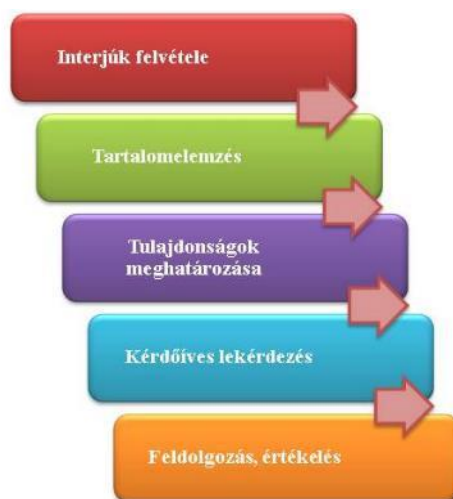 Interjúk felvétele
Tartalomelemzés
Tulajdonságok
meghatározása
Kérdőíves lekérdezés
Feldolgozás, értékelés